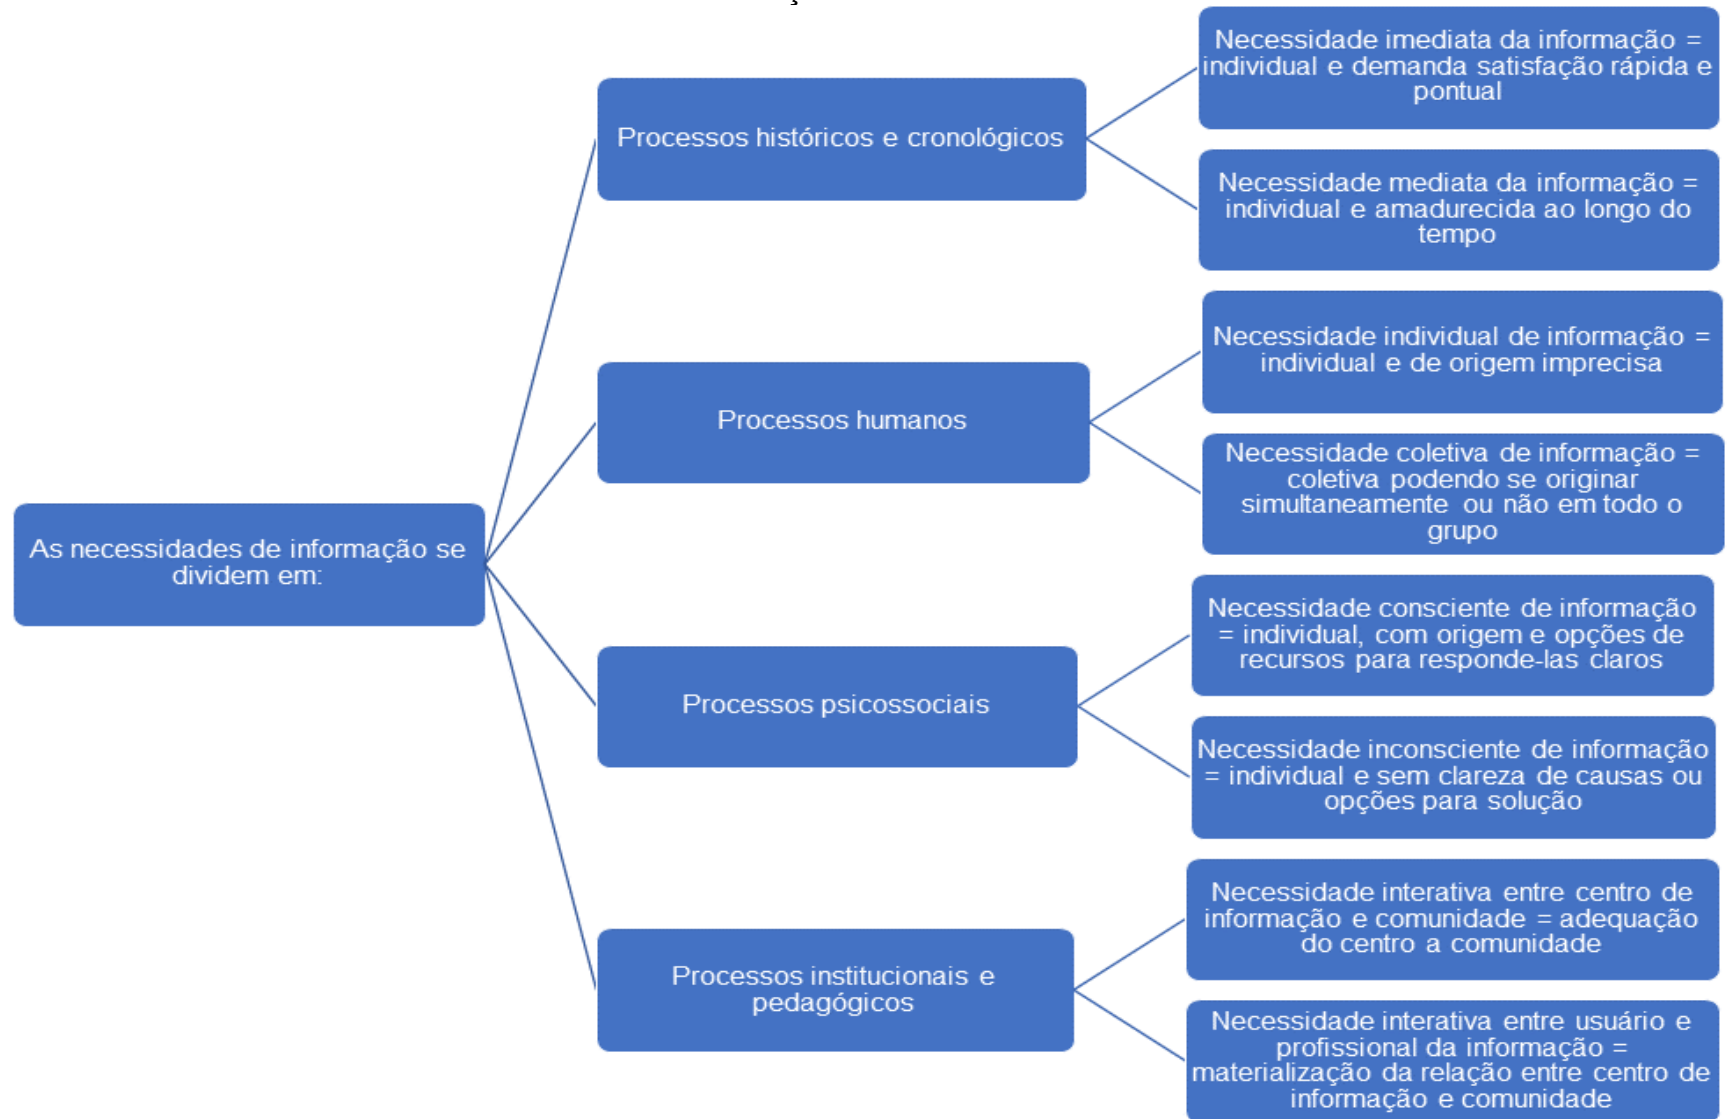 As necessidades de informação se
dividem em:
Processos históricos e cronológicos
Necessidade imediata da informação =
individual e demanda satisfação rápida e
pontual
Necessidade mediata da informação =
individual e amadurecida ao longo do
tempo
Processos humanos
Necessidade individual de informação =
individual e de origem imprecisa
Necessidade coletiva de informação =
coletiva podendo se originar
simultaneamente ou não em todo o
grupo
Processos psicossociais
Necessidade consciente de informação
= individual, com origem e opções de
recursos para responde-las claros
Necessidade inconsciente de informação
= individual e sem clareza de causas ou
opções para solução
Processos institucionais e
pedagógicos
Necessidade interativa entre centro de
informação e comunidade = adequação
do centro a comunidade
Necessidade interativa entre usuário e
profissional da informação =
materialização da relação entre centro de
informação e comunidade